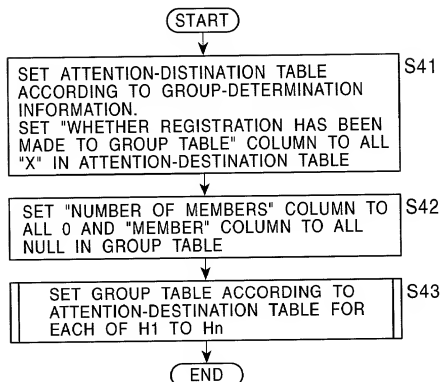 START
SET ATTENTION-DISTINATION TABLE
ACCORDING TO GROUP-DETERMINATION
INFORMATION.
SET "WHETHER REGISTRATION HAS BEEN
MADE TO GROUP TABLE" COLUMN TO ALL
"X" IN ATTENTION-DESTINATION TABLE
S41
SET "NUMBER OF MEMBERS" COLUMN TO
ALL 0 AND "MEMBER" COLUMN TO ALL
NULL IN GROUP TABLE
S42
SET GROUP TABLE ACCORDING TO
ATTENTION-DESTINATION TABLE FOR
EACH OF H1 TO Hn
S43
END